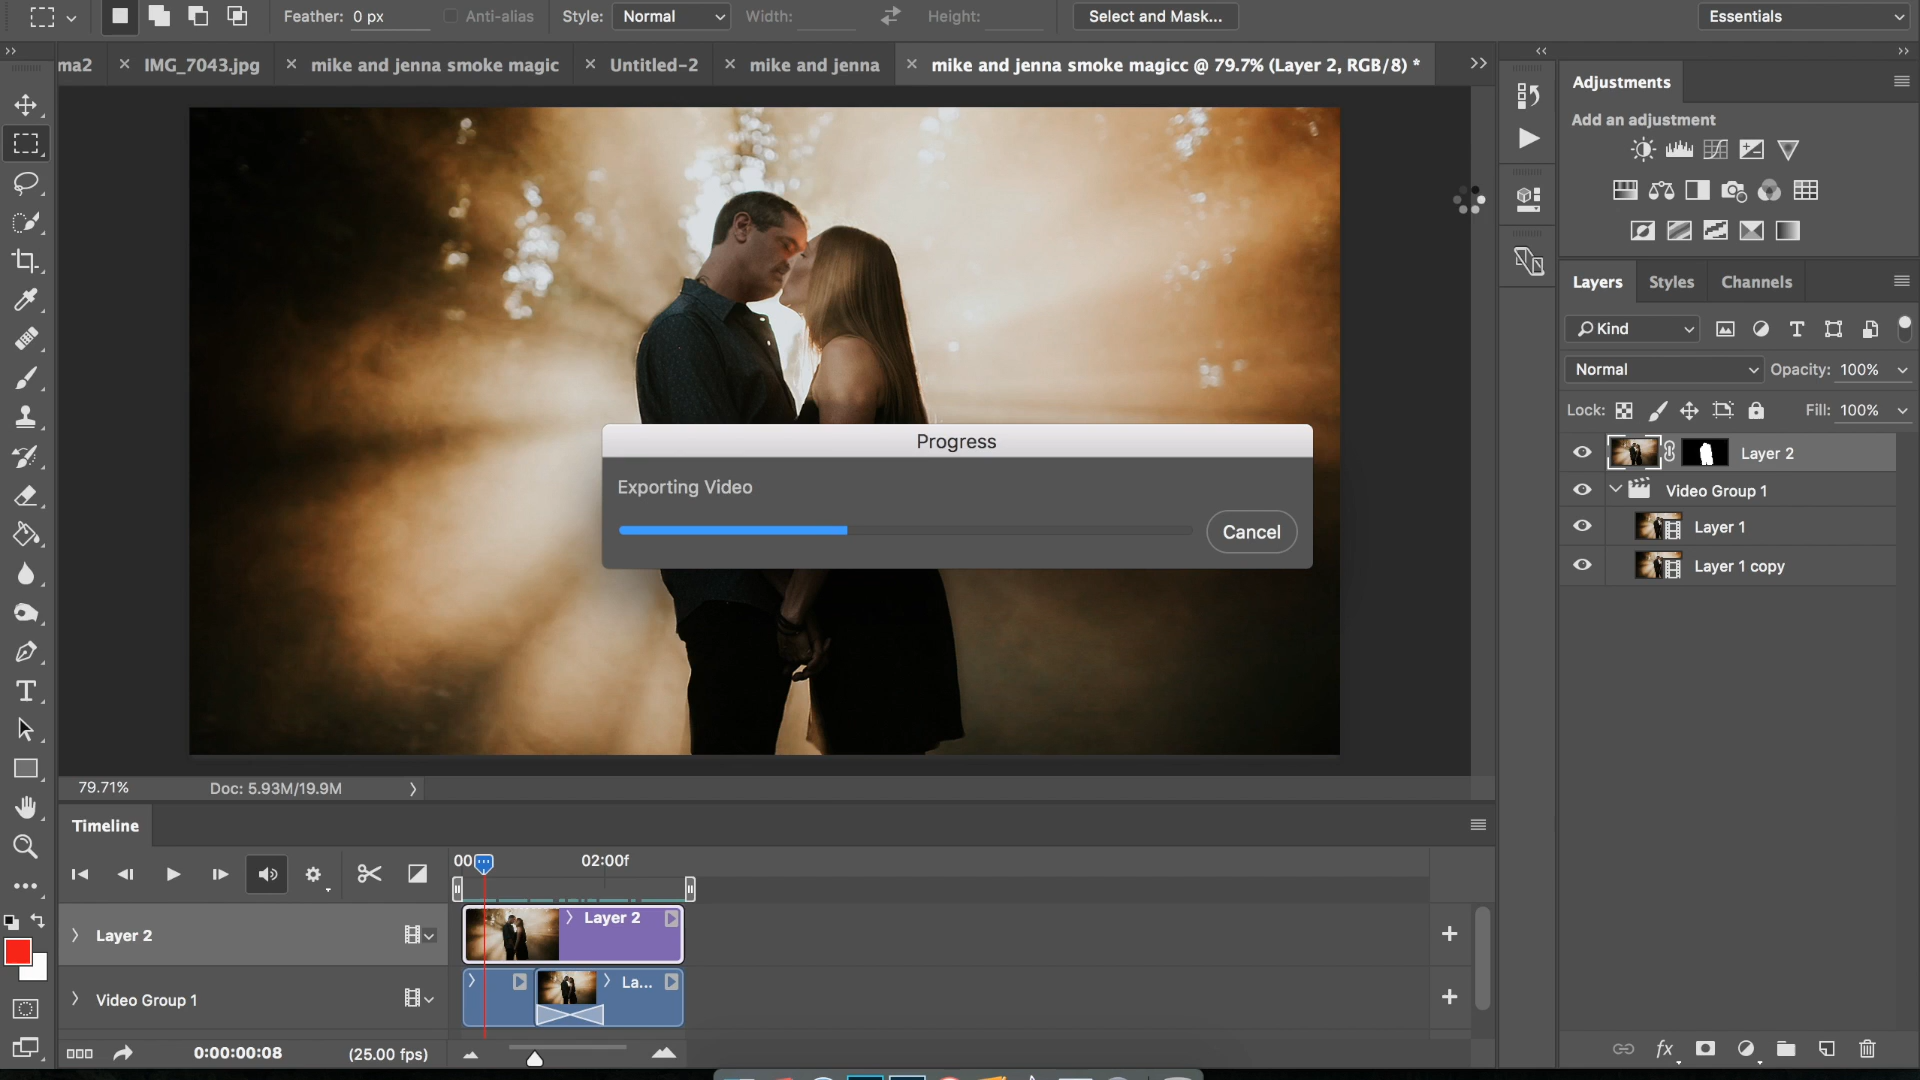 Feather: 0 px Anti-alias Style: Normal Width: Height: Select and Mask... Essentials
ma2 IMG_7043.jpg mike and jenna smoke magic Untitled-2 mike and jenna mike and jenna smoke magicc @ 79.7% (Layer 2, RGB/8) *
Adjustments
Add an adjustment
Layers Styles Channels
Kind
Normal Opacity: 100%
Lock: Fill: 100%
Layer 2
Video Group 1
Layer 1
Layer 1 copy
Progress
Exporting Video
Cancel
79.71% Doc: 5.93M/19.9M
Timeline
00 02:00f
Layer 2
Layer 2
La...
Video Group 1
0:00:00:08 (25.00 fps)
fx